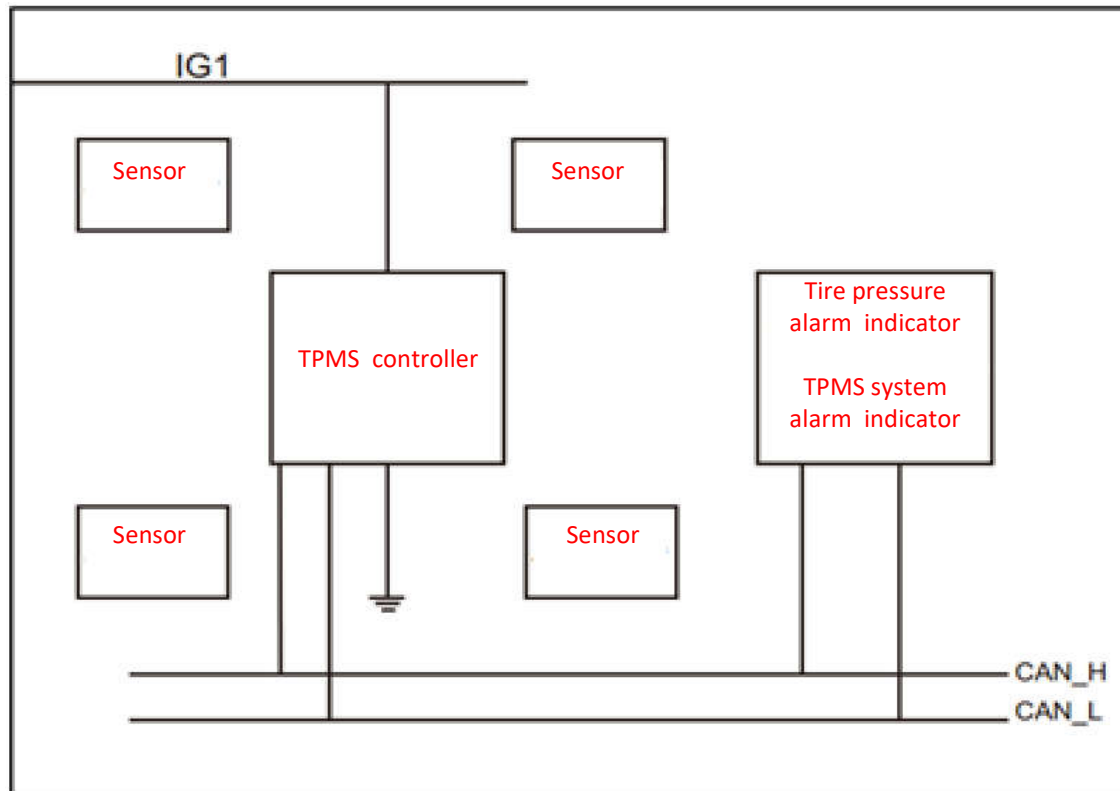 IG1
Sensor
Sensor
Tire pressure
alarm indicator
TPMS controller
TPMS system
alarm indicator
Sensor
Sensor
CAN_H
CAN_L